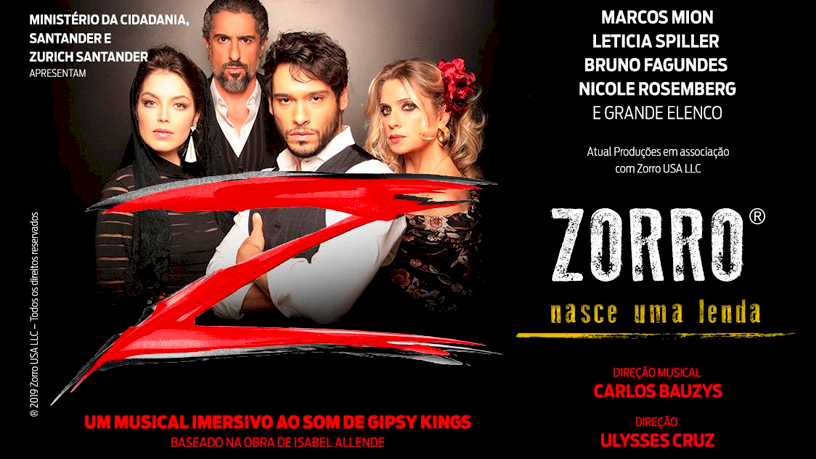 MINISTÉRIO DA CIDADANIA,
SANTANDER E
ZURICH SANTANDER
APRESENTAM
® 2019 Zorro USA LLC – Todos os direitos reservados
Z
UM MUSICAL IMERSIVO AO SOM DE GIPSY KINGS
BASEADO NA OBRA DE ISABEL ALLENDE
MARCOS MION
LETICIA SPILLER
BRUNO FAGUNDES
NICOLE ROSEMBERG
E GRANDE ELENCO
Atual Produções em associação
com Zorro USA LLC
ZORRO®
nasce uma lenda
DIREÇÃO MUSICAL
CARLOS BAUZYS
DIREÇÃO
ULYSSES CRUZ